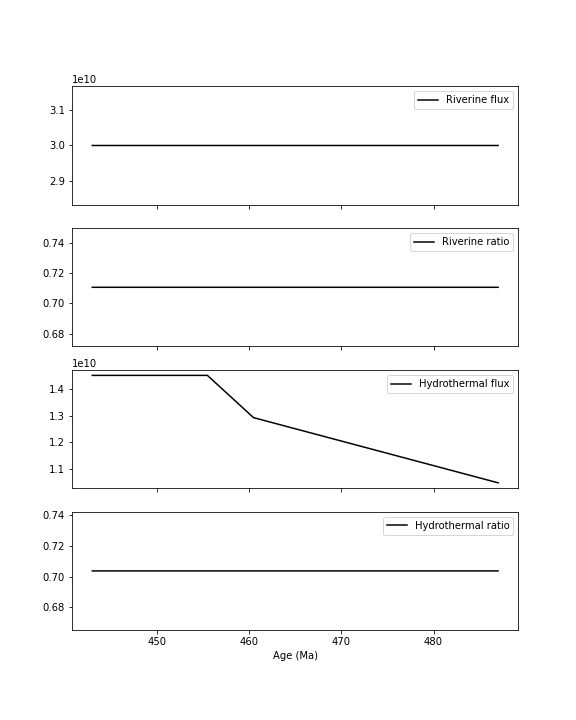 1e10
Riverine flux
3.1
3.0
2.9
Riverine ratio
0.74
0.72
0.70
0.68
1e10
Hydrothermal flux
1.4
1.3
1.2
1.1
Hydrothermal ratio
0.74
0.72
0.70
0.68
450 460 470 480
Age (Ma)